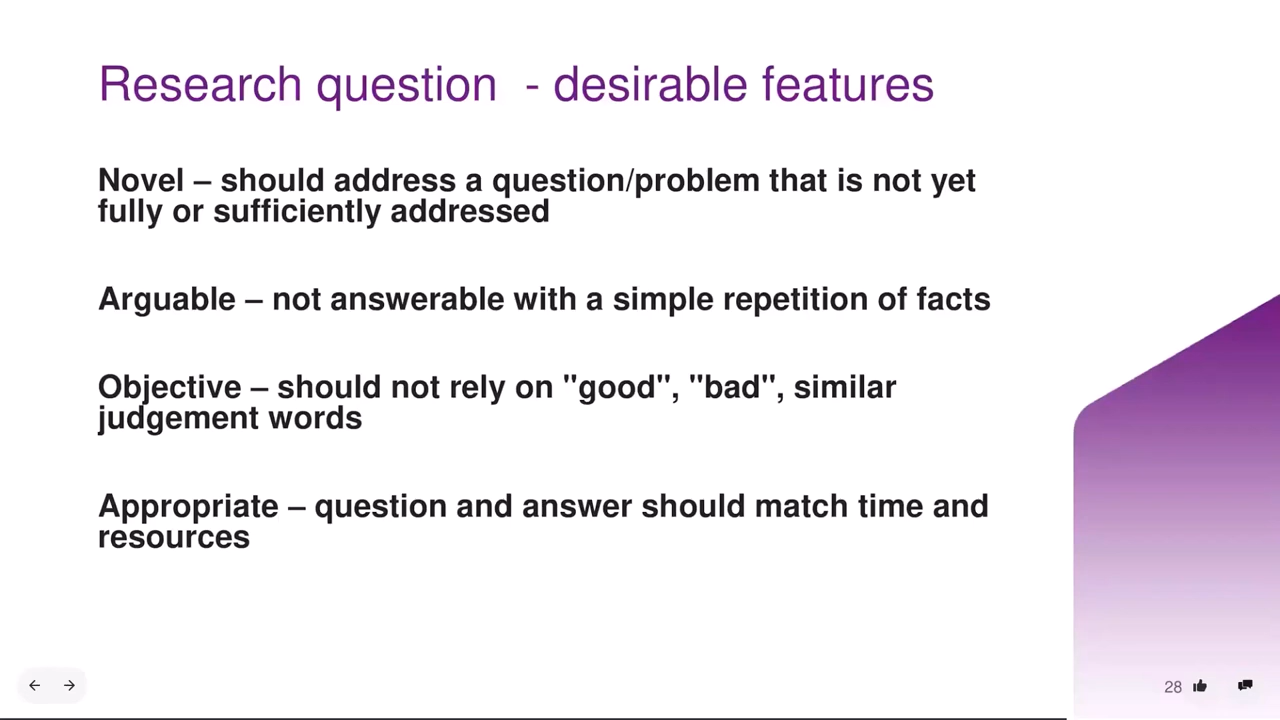 Research question  - desirable features
Novel – should address a question/problem that is not yet
fully or sufficiently addressed
Arguable – not answerable with a simple repetition of facts
Objective – should not rely on "good", "bad", similar
judgement words
Appropriate – question and answer should match time and
resources
28